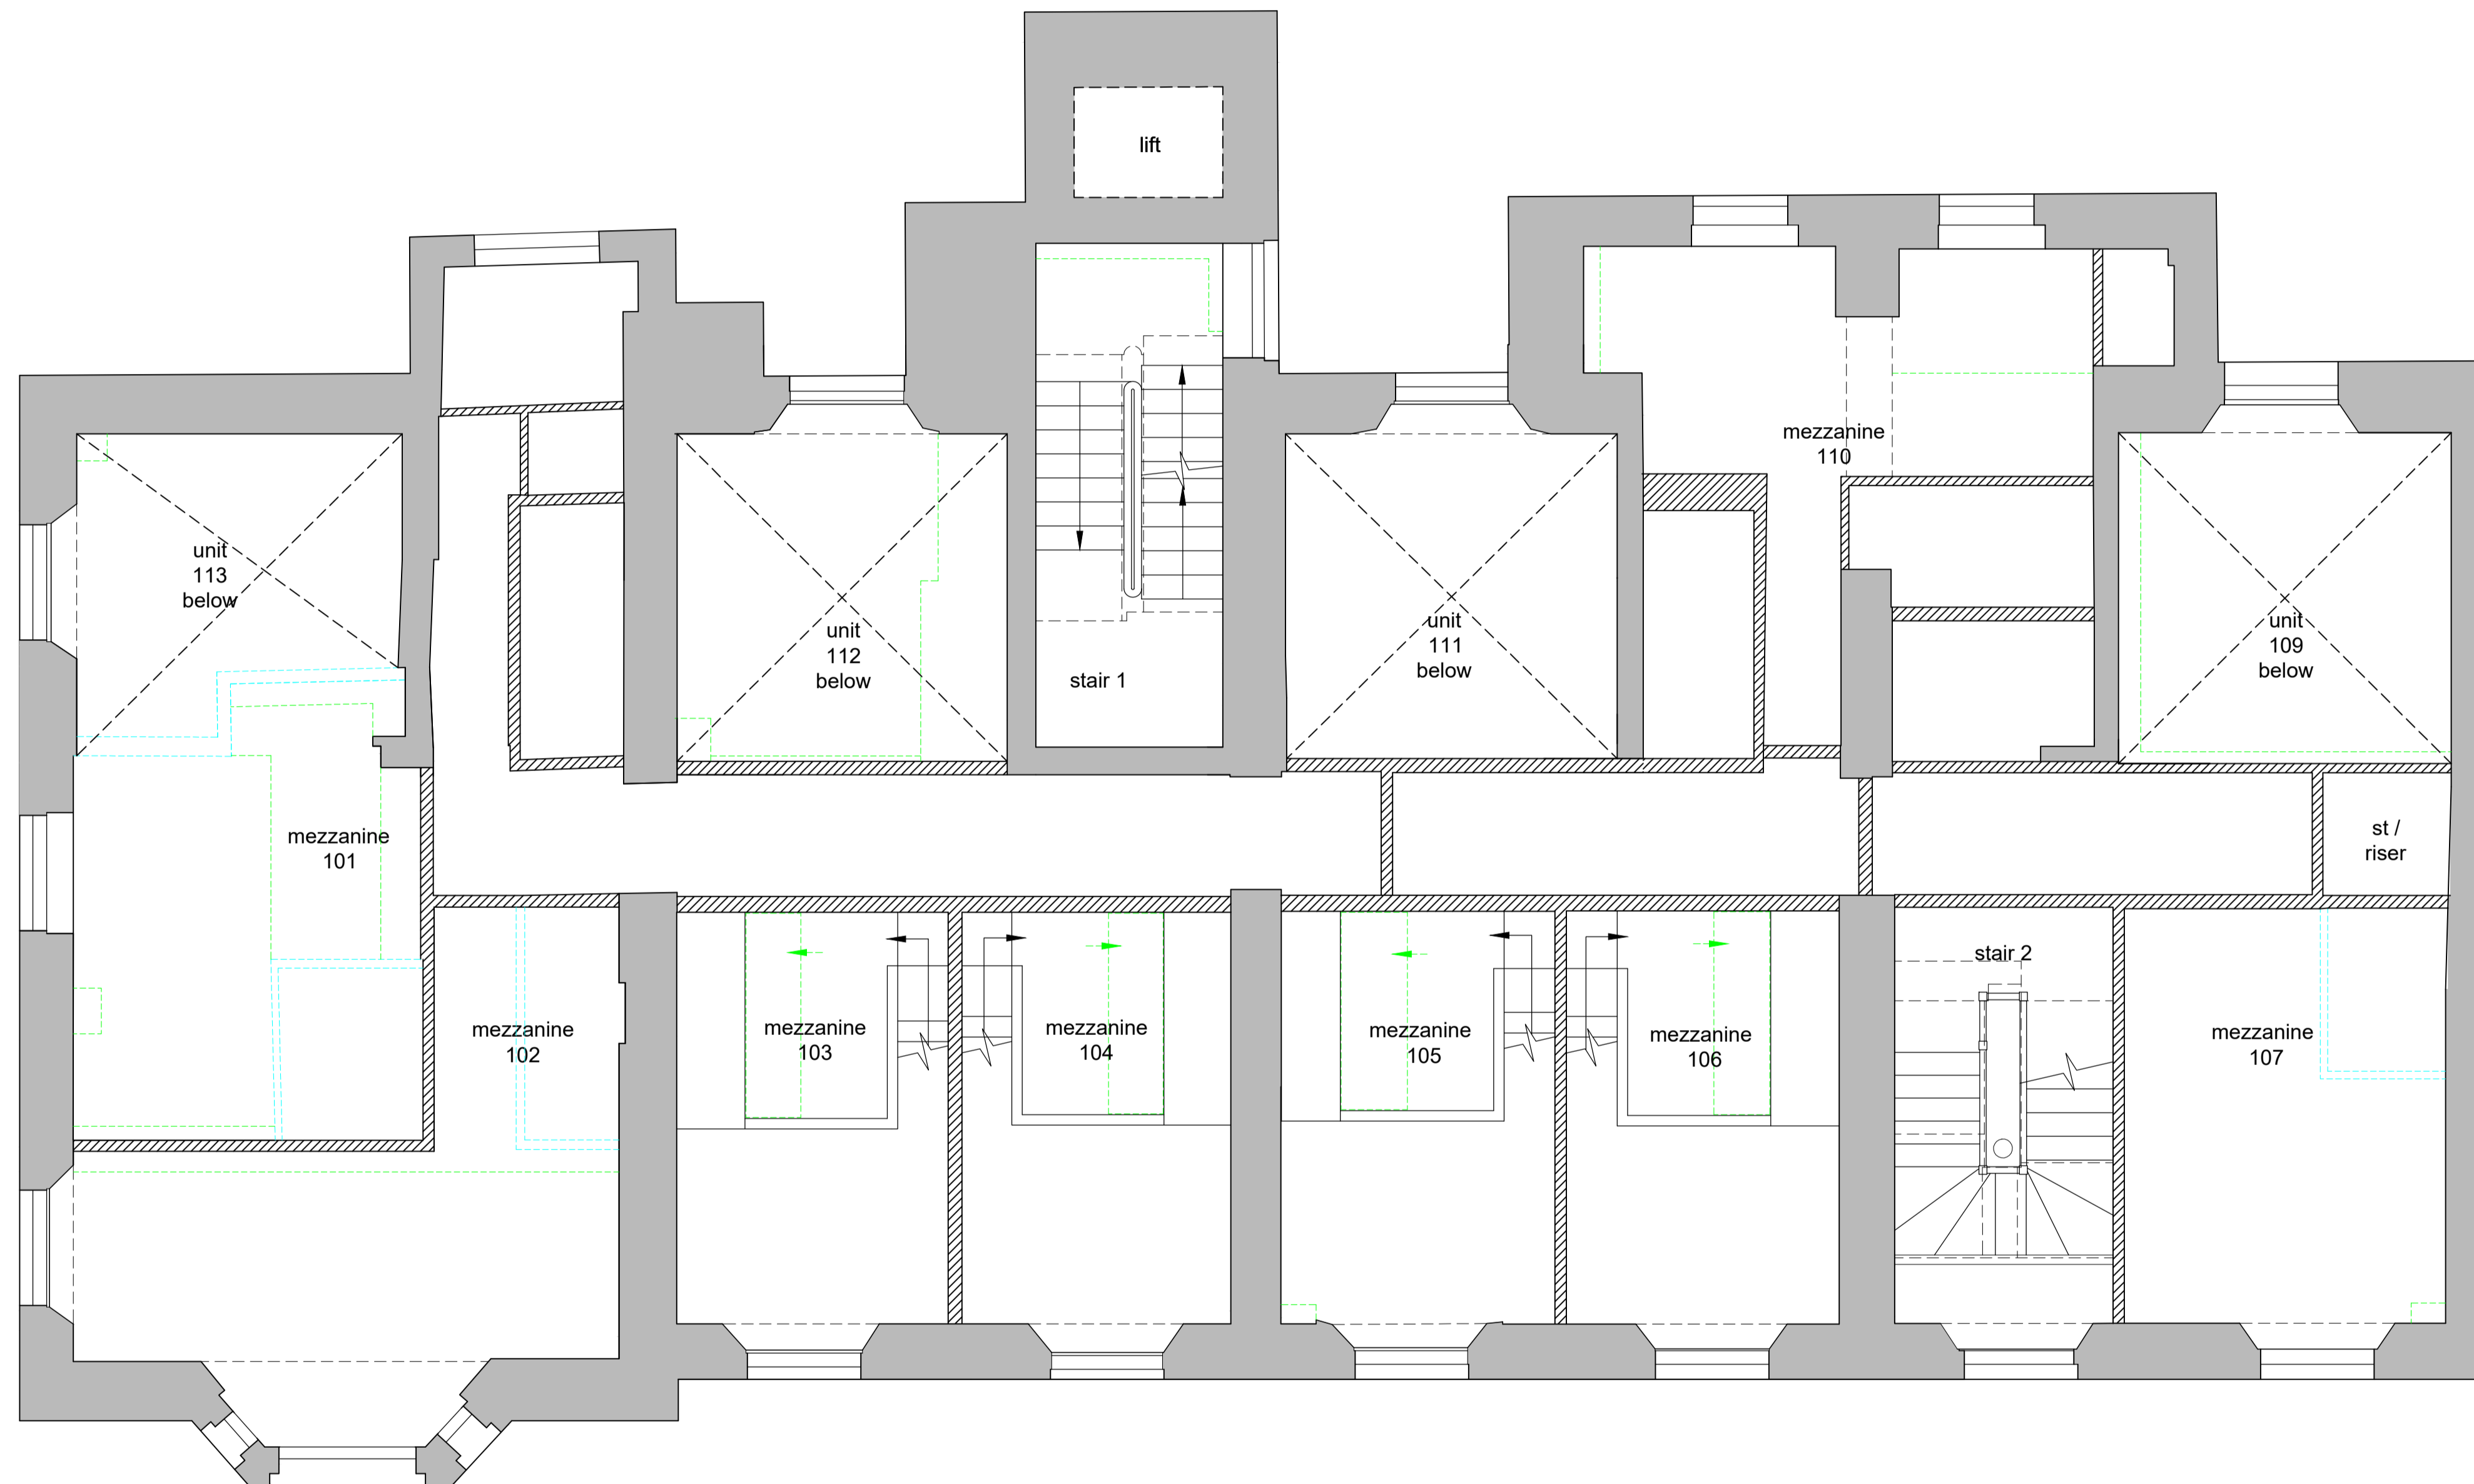 lift
mezzanine
110
unit
113
below
unit
112
below
unit
111
below
unit
109
below
stair 1
mezzanine
101
st /
riser
stair 2
mezzanine
102
mezzanine
103
mezzanine
104
mezzanine
105
mezzanine
106
mezzanine
107